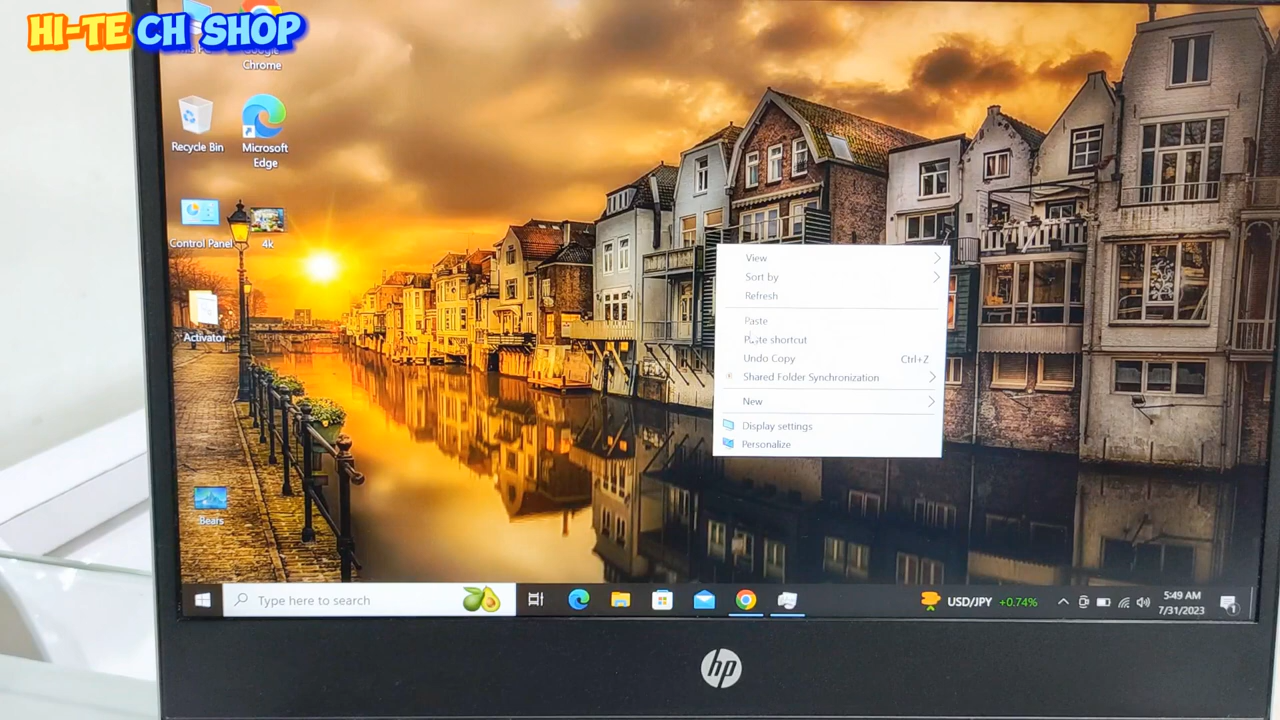 HI-TECH SHOP
Google
Chrome
Recycle Bin
Microsoft
Edge
Control Panel
4k
Activator
Bears
View
Sort by
Refresh
Paste
Paste shortcut
Undo Copy Ctrl+Z
Shared Folder Synchronization
New
Display settings
Personalize
Type here to search
USD/JPY +0.74%
5:49 AM
7/31/2023
1
hp